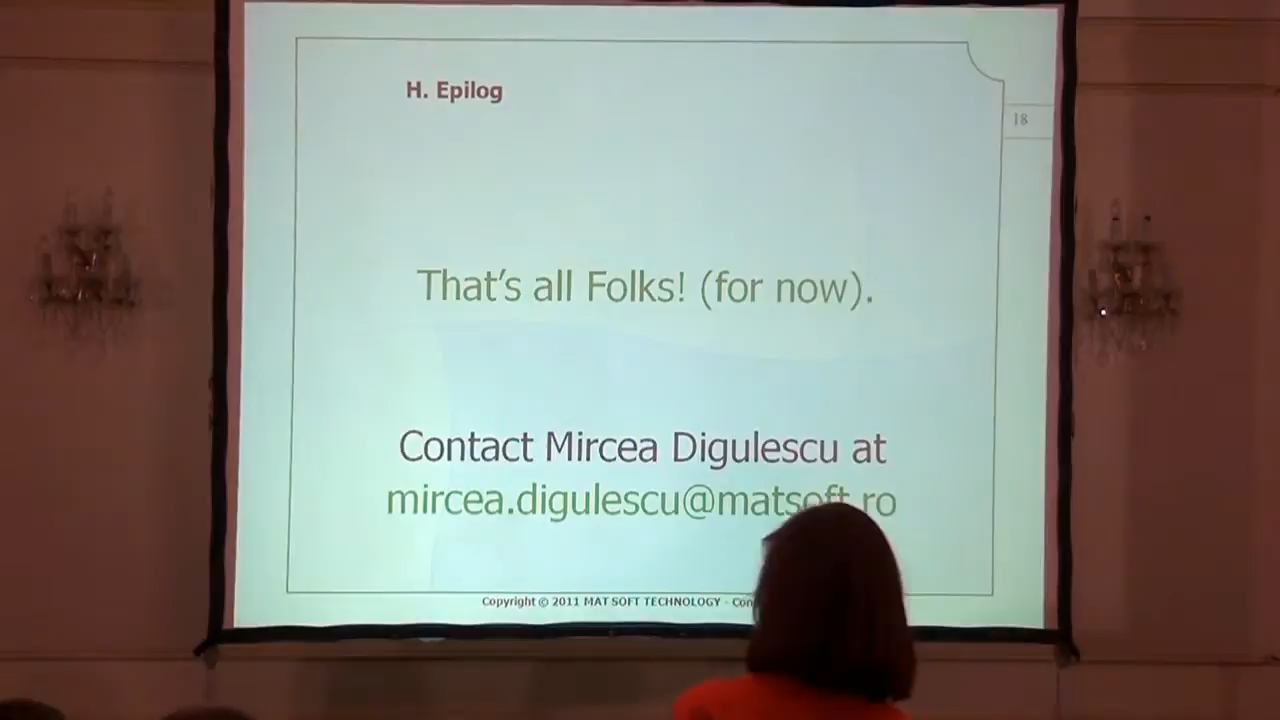 H. Epilog
18
That's all Folks! (for now).
Contact Mircea Digulescu at
mircea.digulescu@matsoft.ro
Copyright © 2011 MAT SOFT TECHNOLOGY -